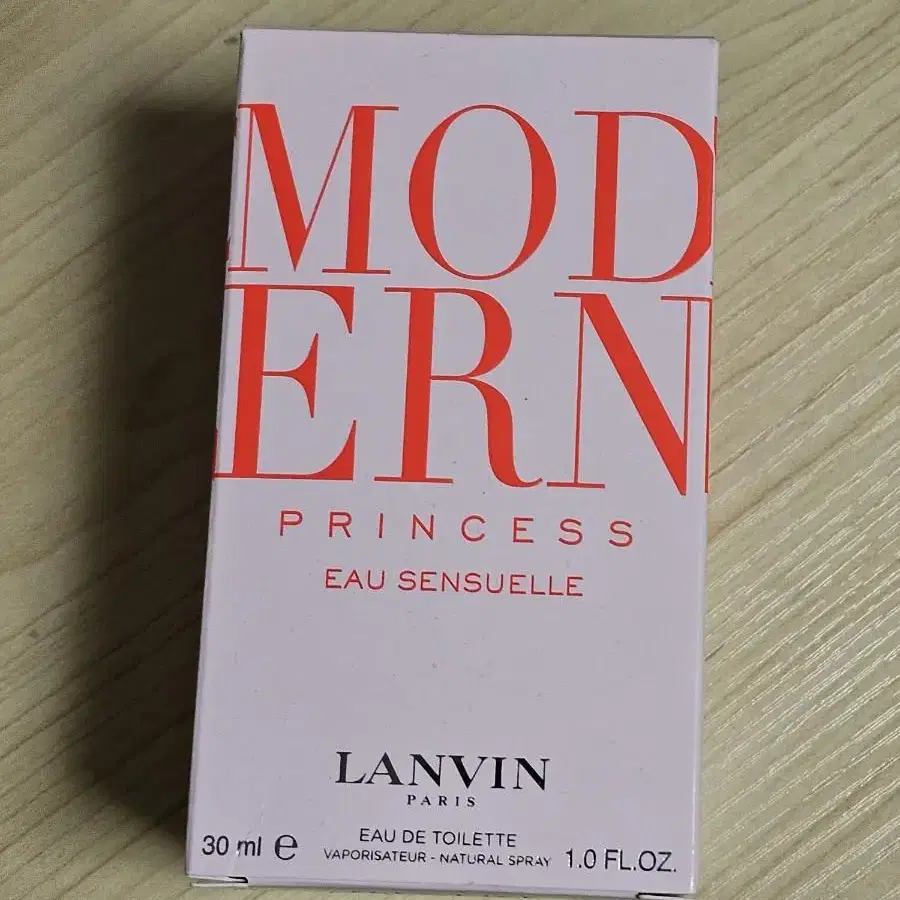 MOD
ERN
PRINCESS
EAU SENSUELLE
LANVIN
PARIS
EAU DE TOILETTE
30 ml ℮ VAPORISATEUR - NATURAL SPRAY 1.0 FL.OZ.